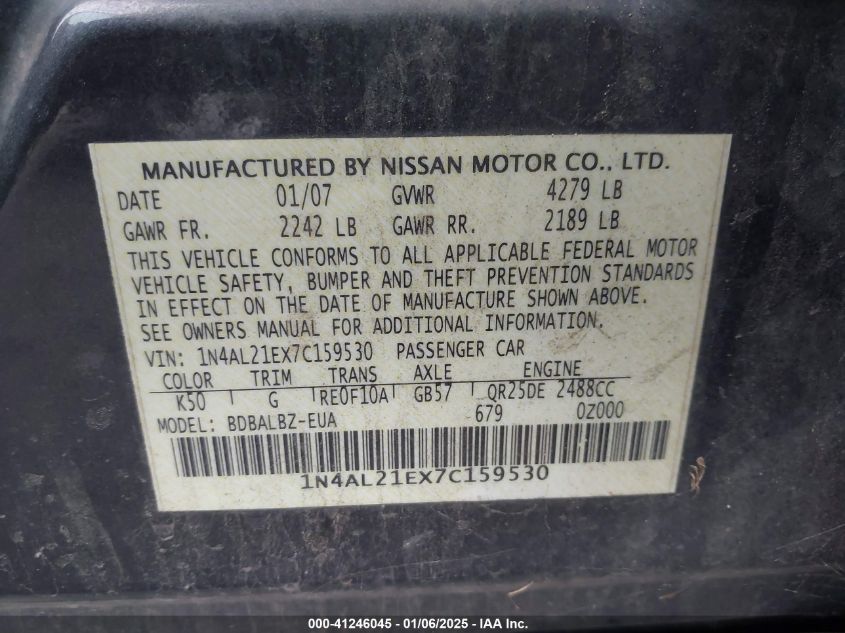 MANUFACTURED BY NISSAN MOTOR CO., LTD.
DATE 01/07 GVWR 4279 LB
GAWR FR. 2242 LB GAWR RR. 2189 LB
THIS VEHICLE CONFORMS TO ALL APPLICABLE FEDERAL MOTOR
VEHICLE SAFETY, BUMPER AND THEFT PREVENTION STANDARDS
IN EFFECT ON THE DATE OF MANUFACTURE SHOWN ABOVE.
SEE OWNERS MANUAL FOR ADDITIONAL INFORMATION.
VIN: 1N4AL21EX7C159530 PASSENGER CAR
COLOR TRIM TRANS AXLE ENGINE
K50 G RE0F10A GB57 QR25DE 2488CC
MODEL: BDBALBZ-EUA 679 0Z000
1N4AL21EX7C159530
000-41246045 - 01/06/2025 - IAA Inc.